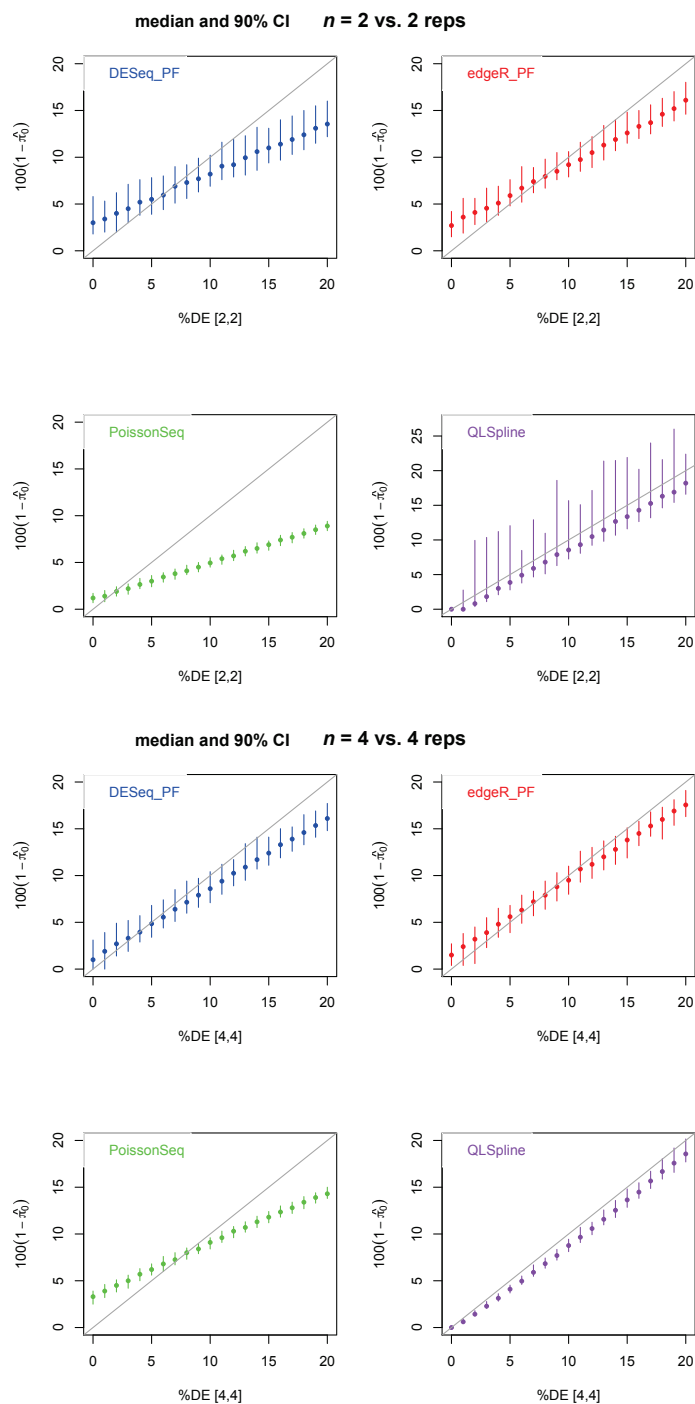 median and 90% CI n = 2 vs. 2 reps
DESeq_PF
100(1 − π̂₀)
0 5 10 15 20
0 5 10 15 20
%DE [2,2]
edgeR_PF
100(1 − π̂₀)
0 5 10 15 20
0 5 10 15 20
%DE [2,2]
PoissonSeq
100(1 − π̂₀)
0 5 10 15 20
0 5 10 15 20
%DE [2,2]
QLSpline
100(1 − π̂₀)
0 5 10 15 20 25
0 5 10 15 20
%DE [2,2]
median and 90% CI n = 4 vs. 4 reps
DESeq_PF
100(1 − π̂₀)
0 5 10 15 20
0 5 10 15 20
%DE [4,4]
edgeR_PF
100(1 − π̂₀)
0 5 10 15 20
0 5 10 15 20
%DE [4,4]
PoissonSeq
100(1 − π̂₀)
0 5 10 15 20
0 5 10 15 20
%DE [4,4]
QLSpline
100(1 − π̂₀)
0 5 10 15 20
0 5 10 15 20
%DE [4,4]